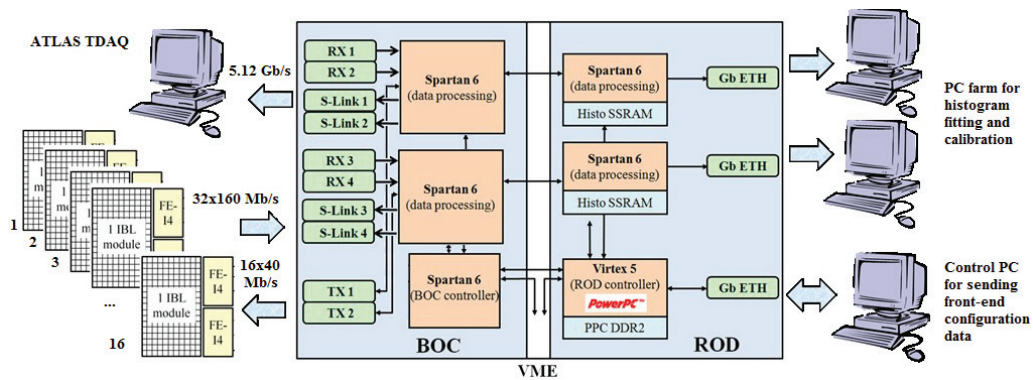 ATLAS TDAQ
5.12 Gb/s
RX 1
RX 2
S-Link 1
S-Link 2
RX 3
RX 4
S-Link 3
S-Link 4
TX 1
TX 2
Spartan 6
(data processing)
Spartan 6
(data processing)
Spartan 6
(BOC controller)
BOC
Spartan 6
(data processing)
Histo SSRAM
Spartan 6
(data processing)
Histo SSRAM
Virtex 5
(ROD controller)
PowerPC™
PPC DDR2
ROD
Gb ETH
Gb ETH
Gb ETH
VME
PC farm for
histogram
fitting and
calibration
Control PC
for sending
front-end
configuration
data
32x160 Mb/s
16x40
Mb/s
1
2
3
...
16
1 IBL
module
FE-
I4
1 IBL
module
FE-
I4
FE-
I4